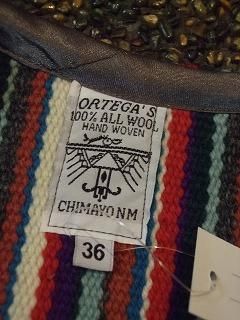 ORTEGA'S
100% ALL WOOL
HAND WOVEN
CHIMAYO NM
36